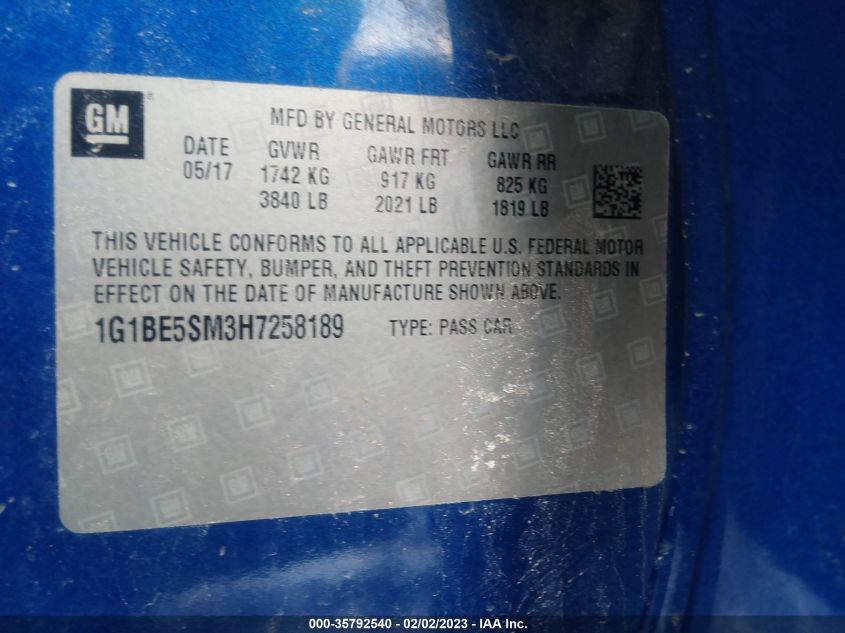 GM
MFD BY GENERAL MOTORS LLC
DATE GVWR GAWR FRT GAWR RR
05/17 1742 KG 917 KG 825 KG
3840 LB 2021 LB 1819 LB
THIS VEHICLE CONFORMS TO ALL APPLICABLE U.S. FEDERAL MOTOR
VEHICLE SAFETY, BUMPER, AND THEFT PREVENTION STANDARDS IN
EFFECT ON THE DATE OF MANUFACTURE SHOWN ABOVE.
1G1BE5SM3H7258189 TYPE: PASS CAR
000-35792540 - 02/02/2023 - IAA Inc.